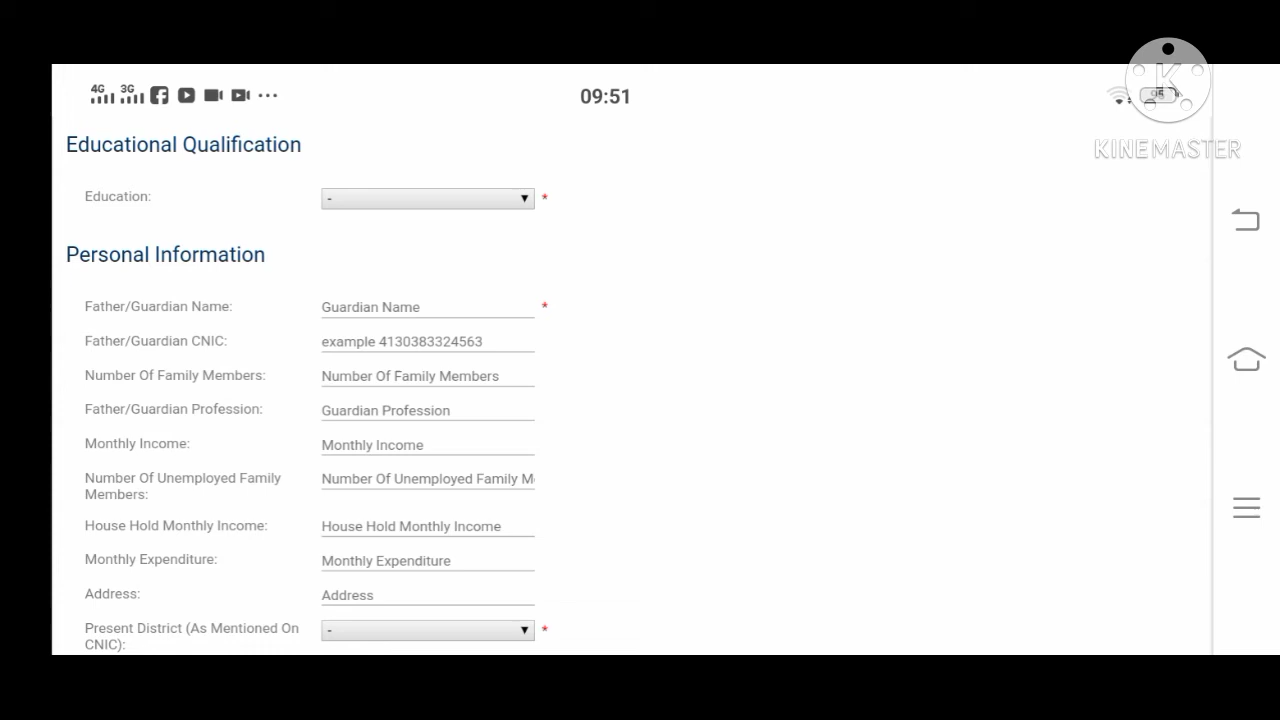 4G 3G 09:51 95
KINEMASTER
Educational Qualification
Education: - *
Personal Information
Father/Guardian Name: Guardian Name *
Father/Guardian CNIC: example 4130383324563
Number Of Family Members: Number Of Family Members
Father/Guardian Profession: Guardian Profession
Monthly Income: Monthly Income
Number Of Unemployed Family Number Of Unemployed Family M
Members:
House Hold Monthly Income: House Hold Monthly Income
Monthly Expenditure: Monthly Expenditure
Address: Address
Present District (As Mentioned On - *
CNIC):